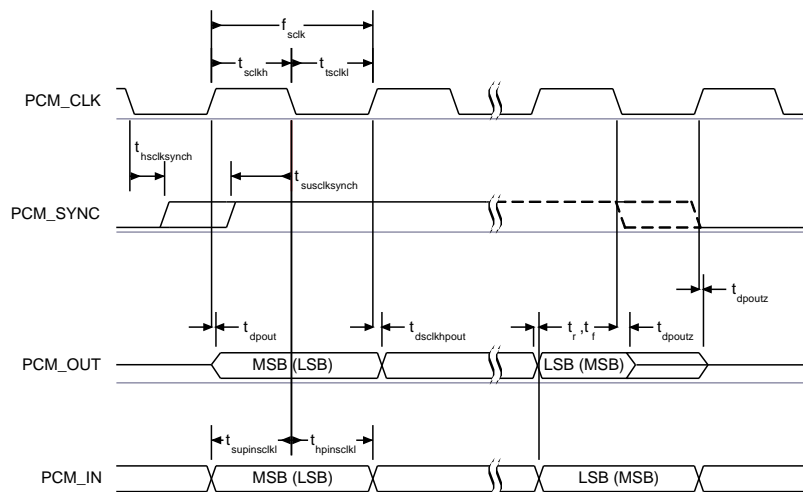 f sclk
t sclkh
t tsclkl
PCM_CLK
t hsclksynch
t susclksynch
PCM_SYNC
t dpoutz
t dpout
t dsclkhpout
t r ,t f
t dpoutz
PCM_OUT
MSB (LSB)
LSB (MSB)
t supinsclkl
t hpinsclkl
PCM_IN
MSB (LSB)
LSB (MSB)